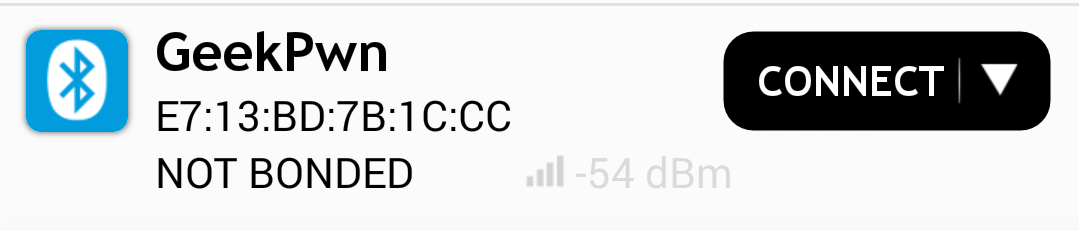 GeekPwn
CONNECT
E7:13:BD:7B:1C:CC
NOT BONDED
-54 dBm